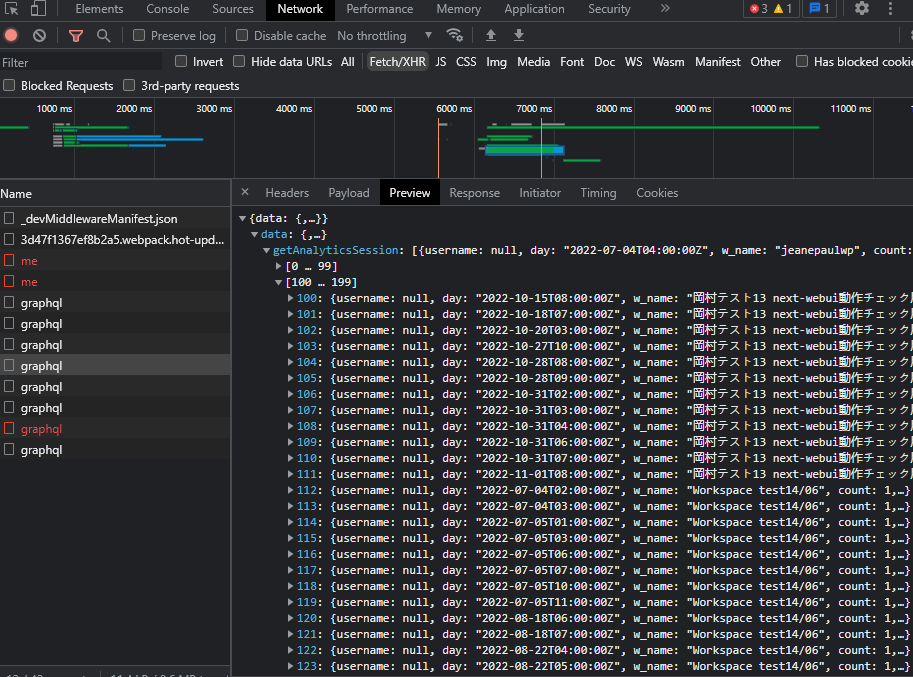 Elements Console Sources Network Performance Memory Application Security » 3 1 1
Preserve log Disable cache No throttling
Filter Invert Hide data URLs All Fetch/XHR JS CSS Img Media Font Doc WS Wasm Manifest Other Has blocked cookie
Blocked Requests 3rd-party requests
1000 ms 2000 ms 3000 ms 4000 ms 5000 ms 6000 ms 7000 ms 8000 ms 9000 ms 10000 ms 11000 ms
Name
_devMiddlewareManifest.json
3d47f1367ef8b2a5.webpack.hot-upd...
me
me
graphql
graphql
graphql
graphql
graphql
graphql
graphql
graphql
× Headers Payload Preview Response Initiator Timing Cookies
{data: {,…}}
data: {,…}
getAnalyticsSession: [{username: null, day: "2022-07-04T04:00:00Z", w_name: "jeanepaulwp", count:
[0 … 99]
[100 … 199]
100: {username: null, day: "2022-10-15T08:00:00Z", w_name: "岡村テスト13 next-webui動作チェック
101: {username: null, day: "2022-10-18T07:00:00Z", w_name: "岡村テスト13 next-webui動作チェック
102: {username: null, day: "2022-10-20T03:00:00Z", w_name: "岡村テスト13 next-webui動作チェック
103: {username: null, day: "2022-10-27T10:00:00Z", w_name: "岡村テスト13 next-webui動作チェック
104: {username: null, day: "2022-10-28T08:00:00Z", w_name: "岡村テスト13 next-webui動作チェック
105: {username: null, day: "2022-10-28T09:00:00Z", w_name: "岡村テスト13 next-webui動作チェック
106: {username: null, day: "2022-10-31T02:00:00Z", w_name: "岡村テスト13 next-webui動作チェック
107: {username: null, day: "2022-10-31T03:00:00Z", w_name: "岡村テスト13 next-webui動作チェック
108: {username: null, day: "2022-10-31T04:00:00Z", w_name: "岡村テスト13 next-webui動作チェック
109: {username: null, day: "2022-10-31T06:00:00Z", w_name: "岡村テスト13 next-webui動作チェック
110: {username: null, day: "2022-10-31T07:00:00Z", w_name: "岡村テスト13 next-webui動作チェック
111: {username: null, day: "2022-11-01T08:00:00Z", w_name: "岡村テスト13 next-webui動作チェック
112: {username: null, day: "2022-07-04T02:00:00Z", w_name: "Workspace test14/06", count: 1,…}
113: {username: null, day: "2022-07-04T03:00:00Z", w_name: "Workspace test14/06", count: 1,…}
114: {username: null, day: "2022-07-05T01:00:00Z", w_name: "Workspace test14/06", count: 1,…}
115: {username: null, day: "2022-07-05T03:00:00Z", w_name: "Workspace test14/06", count: 1,…}
116: {username: null, day: "2022-07-05T06:00:00Z", w_name: "Workspace test14/06", count: 1,…}
117: {username: null, day: "2022-07-05T07:00:00Z", w_name: "Workspace test14/06", count: 1,…}
118: {username: null, day: "2022-07-05T10:00:00Z", w_name: "Workspace test14/06", count: 1,…}
119: {username: null, day: "2022-07-05T11:00:00Z", w_name: "Workspace test14/06", count: 1,…}
120: {username: null, day: "2022-08-18T06:00:00Z", w_name: "Workspace test14/06", count: 1,…}
121: {username: null, day: "2022-08-18T07:00:00Z", w_name: "Workspace test14/06", count: 1,…}
122: {username: null, day: "2022-08-22T04:00:00Z", w_name: "Workspace test14/06", count: 1,…}
123: {username: null, day: "2022-08-22T05:00:00Z", w_name: "Workspace test14/06", count: 1,…}